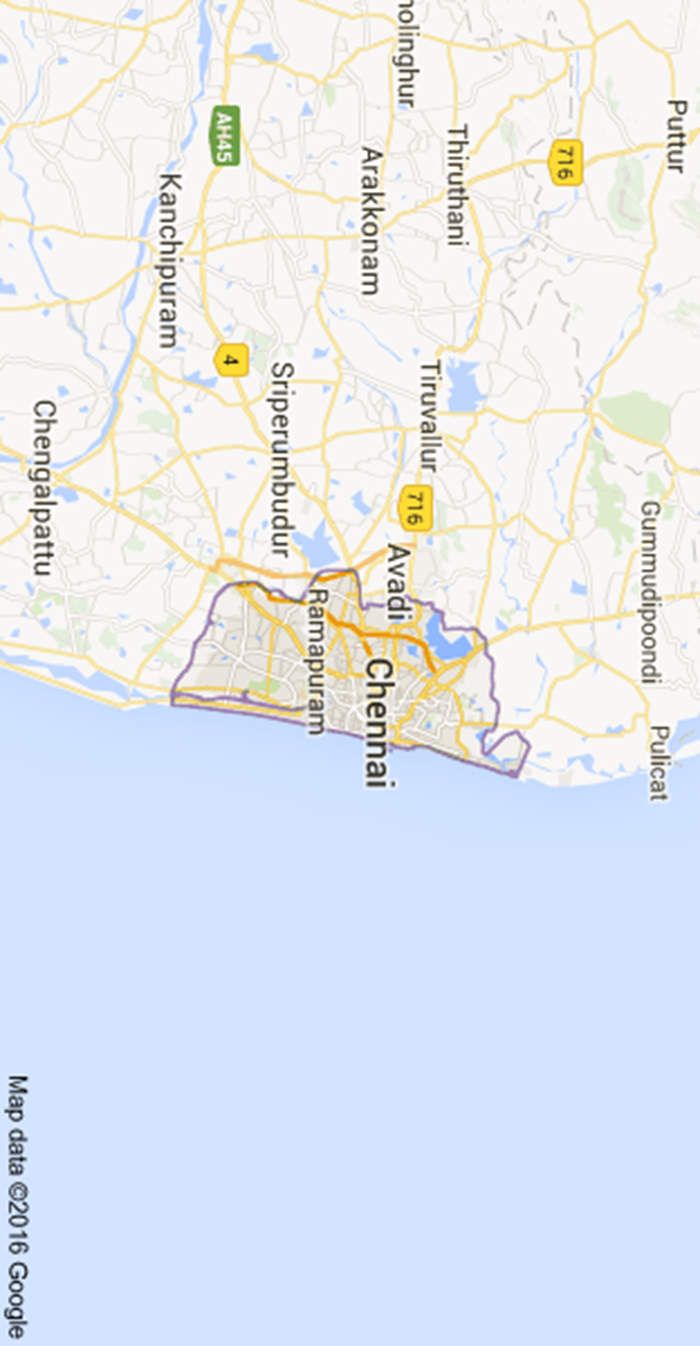 Puttur
Gummudipoondi
Pulicat
716
Thiruthani
Tiruvallur
716
Arakkonam
Avadi
Chennai
Ramapuram
Sriperumbudur
4
AH45
Kanchipuram
Chengalpattu
Map data ©2016 Google